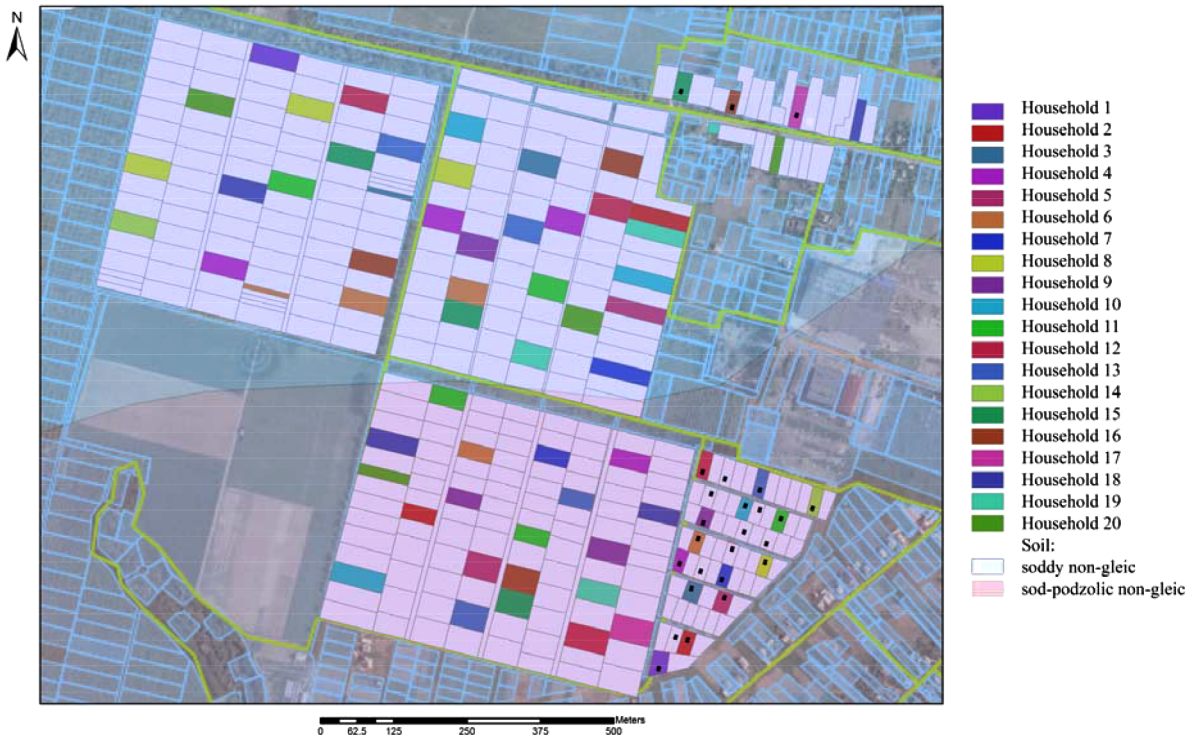 N
Household 1
Household 2
Household 3
Household 4
Household 5
Household 6
Household 7
Household 8
Household 9
Household 10
Household 11
Household 12
Household 13
Household 14
Household 15
Household 16
Household 17
Household 18
Household 19
Household 20
Soil:
soddy non-gleic
sod-podzolic non-gleic
Meters
0 62.5 125 250 375 500